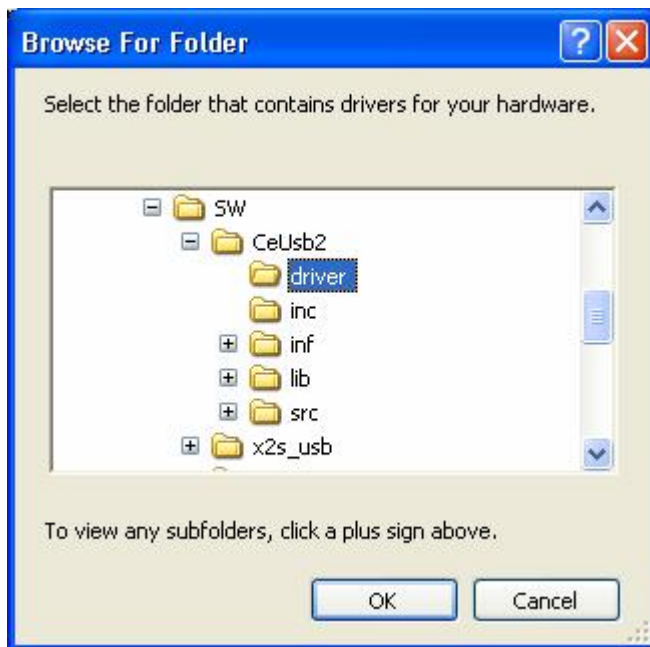 Browse For Folder
Select the folder that contains drivers for your hardware.
SW
CeUsb2
driver
inc
inf
lib
src
x2s_usb
To view any subfolders, click a plus sign above.
OK
Cancel